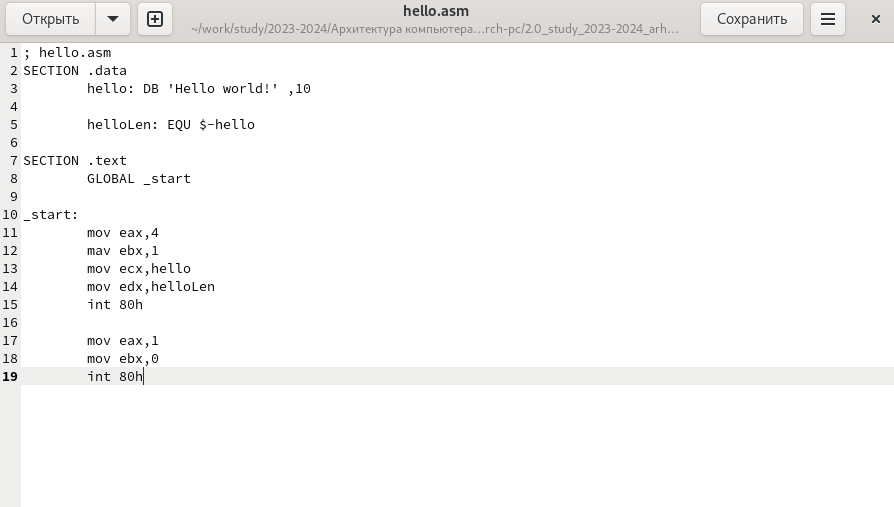 Открыть
hello.asm
~/work/study/2023-2024/Архитектура компьютера...rch-pc/2.0_study_2023-2024_arh...
Сохранить
1 ; hello.asm
2 SECTION .data
3         hello: DB 'Hello world!' ,10
4
5         helloLen: EQU $-hello
6
7 SECTION .text
8         GLOBAL _start
9
10 _start:
11         mov eax,4
12         mav ebx,1
13         mov ecx,hello
14         mov edx,helloLen
15         int 80h
16
17         mov eax,1
18         mov ebx,0
19         int 80h